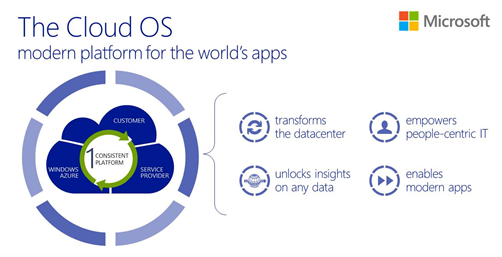 The Cloud OS
modern platform for the world's apps
Microsoft
CUSTOMER
1 CONSISTENT
PLATFORM
WINDOWS
AZURE
SERVICE
PROVIDER
transforms
the datacenter
empowers
people-centric IT
unlocks insights
on any data
enables
modern apps